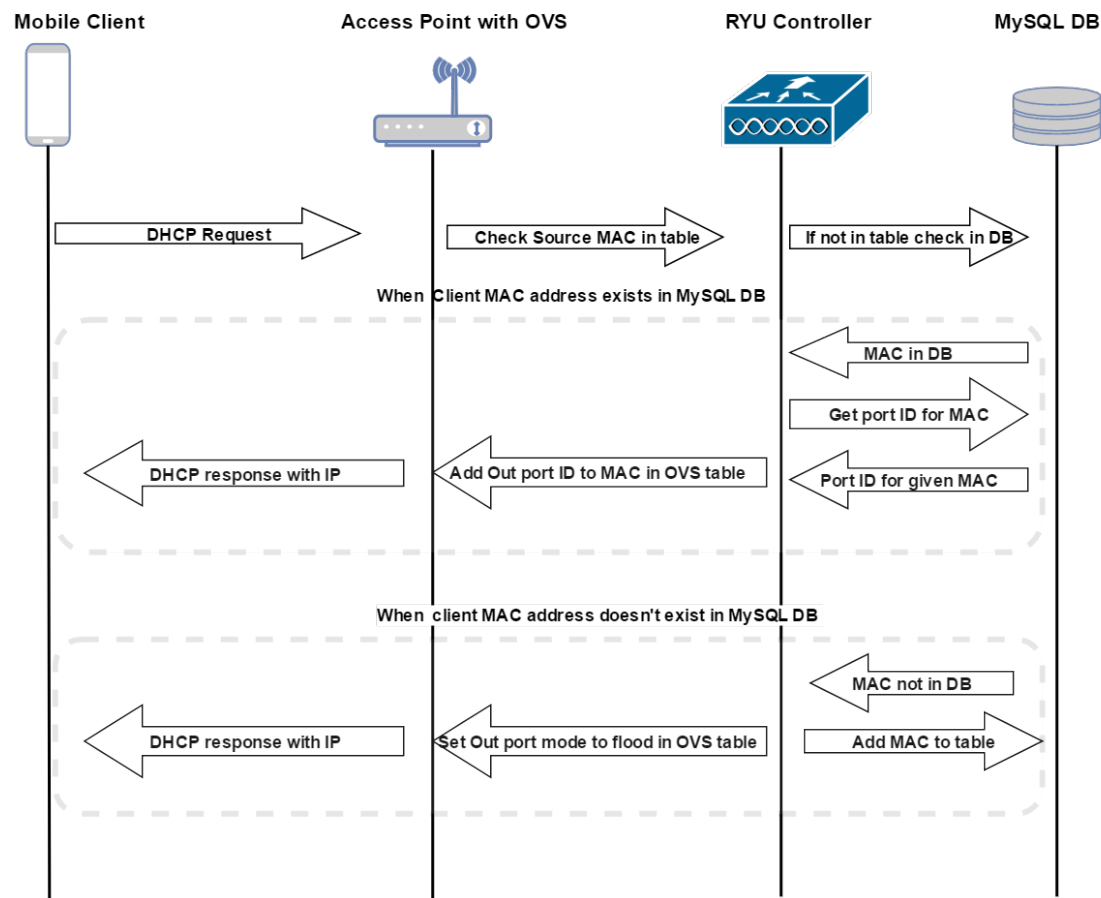 Mobile Client
Access Point with OVS
RYU Controller
MySQL DB
DHCP Request
Check Source MAC in table
If not in table check in DB
When Client MAC address exists in MySQL DB
MAC in DB
Get port ID for MAC
DHCP response with IP
Add Out port ID to MAC in OVS table
Port ID for given MAC
When client MAC address doesn't exist in MySQL DB
MAC not in DB
DHCP response with IP
Set Out port mode to flood in OVS table
Add MAC to table